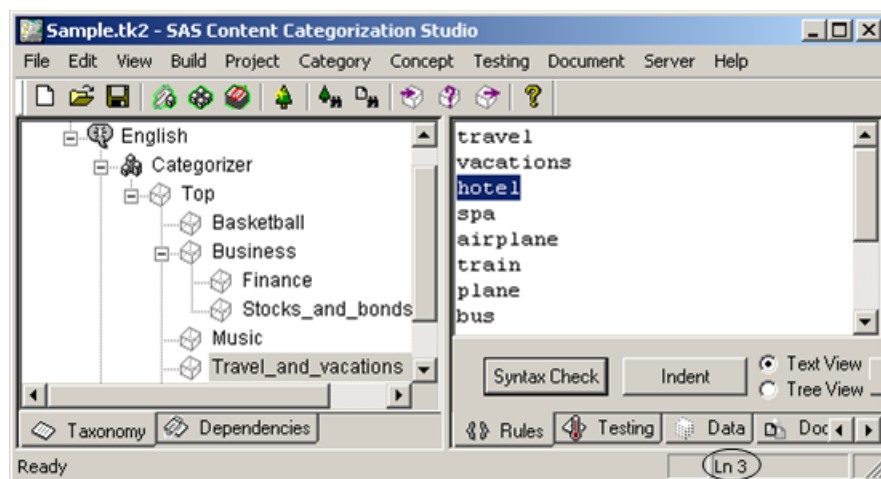 Sample.tk2 - SAS Content Categorization Studio
File Edit View Build Project Category Concept Testing Document Server Help
English
Categorizer
Top
Basketball
Business
Finance
Stocks_and_bonds
Music
Travel_and_vacations
Taxonomy Dependencies
travel
vacations
hotel
spa
airplane
train
plane
bus
Syntax Check Indent Text View
Tree View
Rules Testing Data Doc
Ready Ln 3